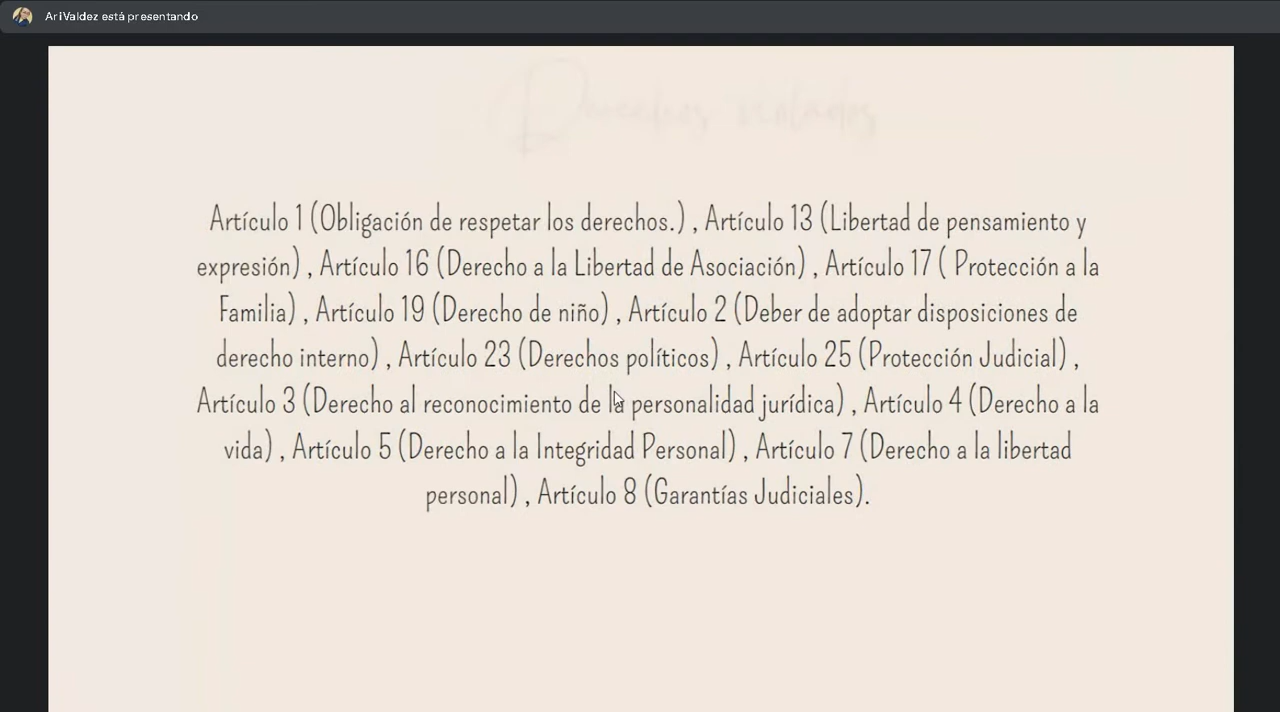 Ari Valdez está presentando
Derechos violados
Artículo 1 (Obligación de respetar los derechos.) , Artículo 13 (Libertad de pensamiento y
expresión) , Artículo 16 (Derecho a la Libertad de Asociación) , Artículo 17 ( Protección a la
Familia) , Artículo 19 (Derecho de niño) , Artículo 2 (Deber de adoptar disposiciones de
derecho interno) , Artículo 23 (Derechos políticos) , Artículo 25 (Protección Judicial) ,
Artículo 3 (Derecho al reconocimiento de la personalidad jurídica) , Artículo 4 (Derecho a la
vida) , Artículo 5 (Derecho a la Integridad Personal) , Artículo 7 (Derecho a la libertad
personal) , Artículo 8 (Garantías Judiciales).